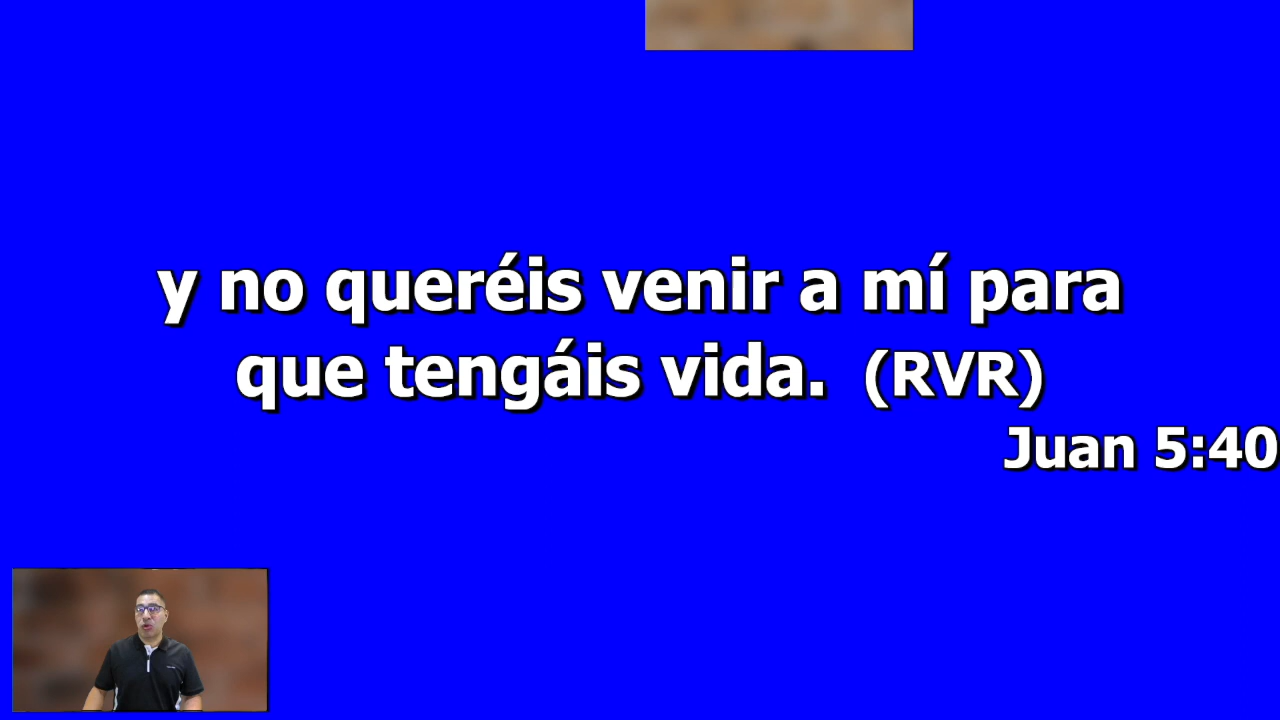 y no queréis venir a mí para
que tengáis vida. (RVR)
Juan 5:40